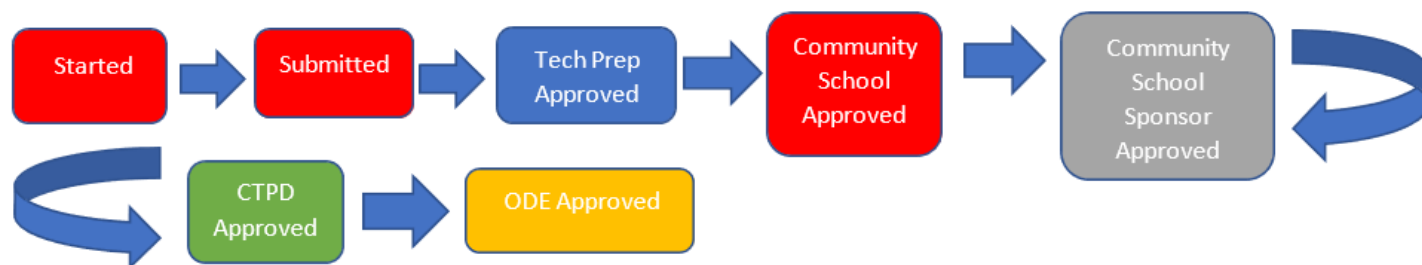 Started
Submitted
Tech Prep
Approved
Community
School
Approved
Community
School
Sponsor
Approved
CTPD
Approved
ODE Approved